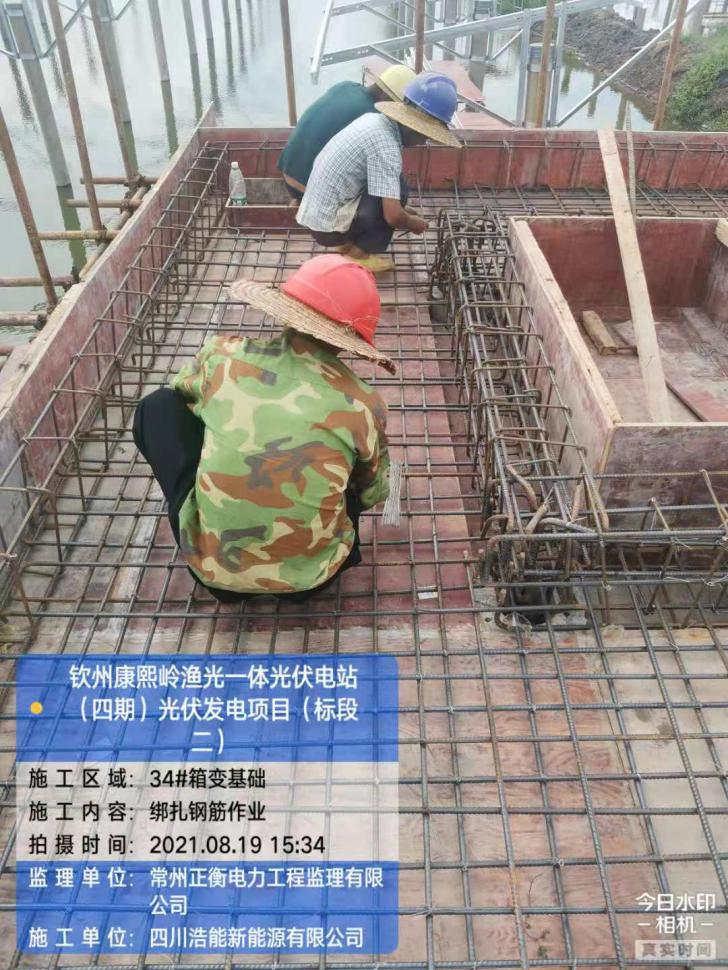 钦州康熙岭渔光一体光伏电站
（四期）光伏发电项目（标段
二）
施工区域：34#箱变基础
施工内容：绑扎钢筋作业
拍摄时间：2021.08.19 15:34
监理单位：常州正衡电力工程监理有限
公司
施工单位：四川浩能新能源有限公司
今日水印
－相机－
真实时间